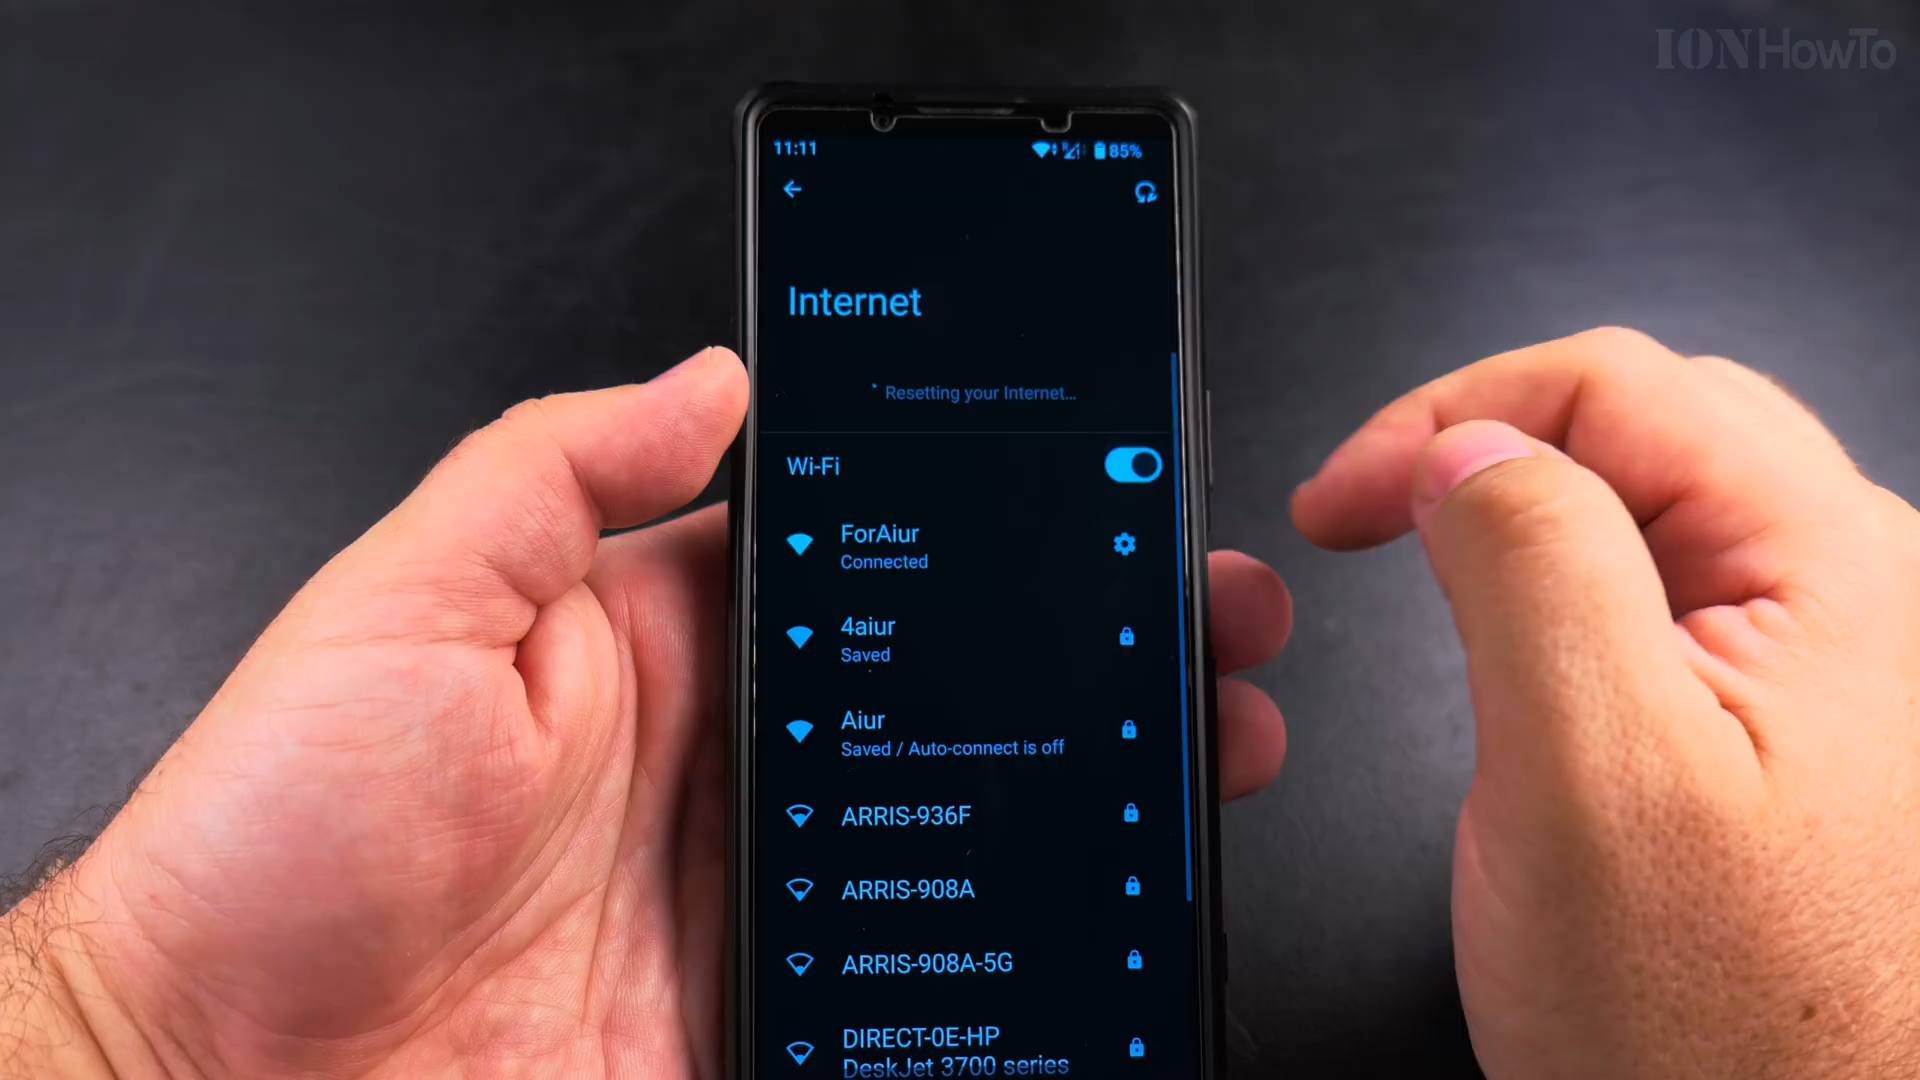 ION HowTo
11:11
85%
Internet
Resetting your Internet...
Wi-Fi
ForAiur
Connected
4aiur
Saved
Aiur
Saved / Auto-connect is off
ARRIS-936F
ARRIS-908A
ARRIS-908A-5G
DIRECT-0E-HP
DeskJet 3700 series